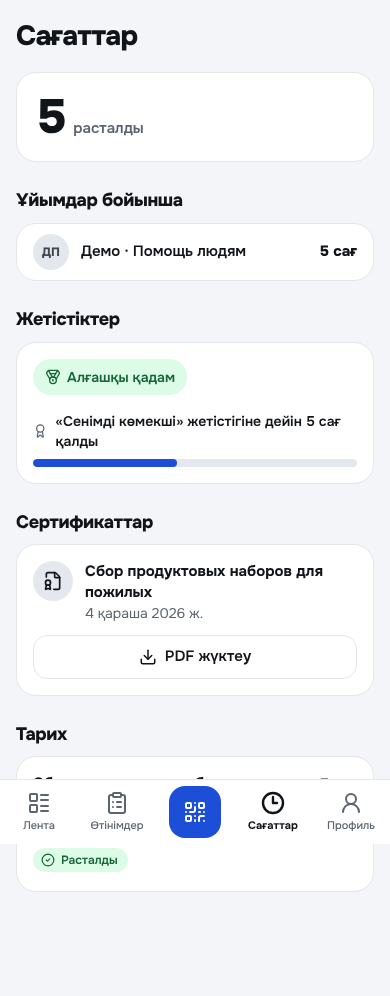 Сағаттар
5 расталды
Ұйымдар бойынша
ДП Демо · Помощь людям 5 сағ
Жетістіктер
Алғашқы қадам
«Сенімді көмекші» жетістігіне дейін 5 сағ
қалды
Сертификаттар
Сбор продуктовых наборов для
пожилых
4 қараша 2026 ж.
PDF жүктеу
Тарих
Лента Өтінімдер Сағаттар Профиль
Расталды